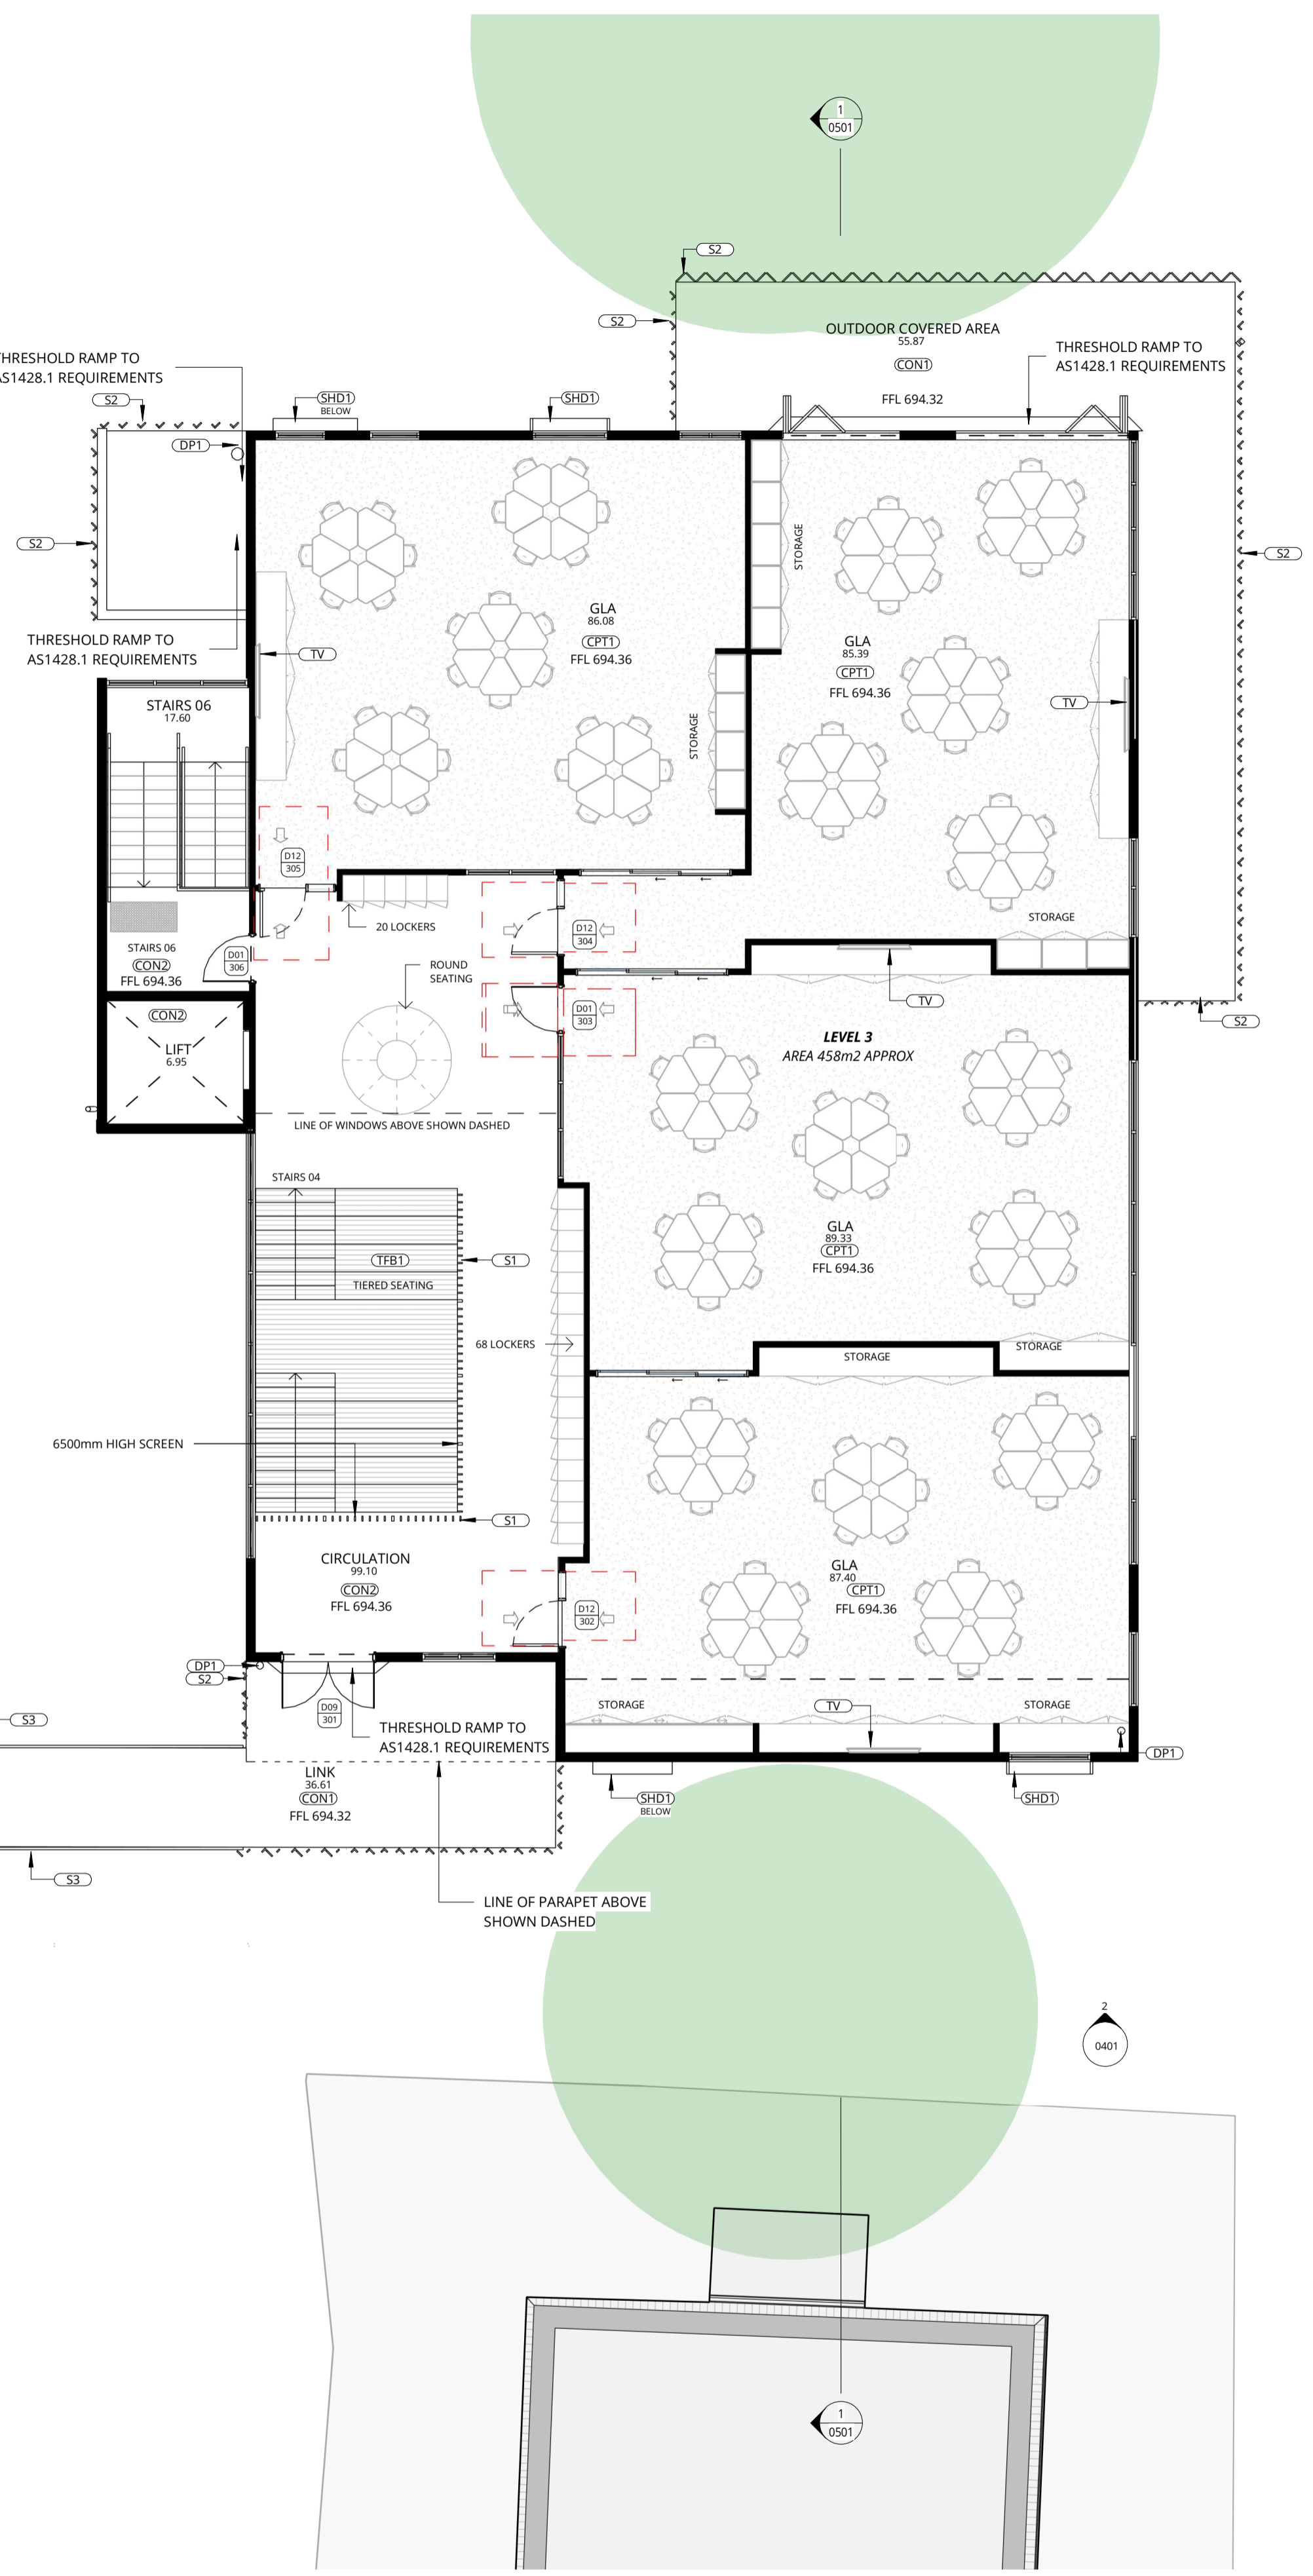 1
0501
S2
S2
OUTDOOR COVERED AREA
55.87
CON1
FFL 694.32
THRESHOLD RAMP TO
AS1428.1 REQUIREMENTS
THRESHOLD RAMP TO
AS1428.1 REQUIREMENTS
S2
DP1
SHD1
BELOW
SHD1
S2
S2
STORAGE
GLA
86.08
CPT1
FFL 694.36
GLA
85.39
CPT1
FFL 694.36
THRESHOLD RAMP TO
AS1428.1 REQUIREMENTS
TV
TV
STAIRS 06
17.60
STORAGE
D12
305
STORAGE
20 LOCKERS
D12
304
STAIRS 06
CON2
FFL 694.36
D01
306
ROUND
SEATING
TV
D01
303
CON2
LIFT
6.95
S2
LEVEL 3
AREA 458m2 APPROX
LINE OF WINDOWS ABOVE SHOWN DASHED
STAIRS 04
GLA
89.33
CPT1
FFL 694.36
TFB1
S1
TIERED SEATING
68 LOCKERS
STORAGE
STORAGE
6500mm HIGH SCREEN
S1
CIRCULATION
99.10
CON2
FFL 694.36
GLA
87.40
CPT1
FFL 694.36
D12
302
DP1
S2
STORAGE
TV
STORAGE
D09
301
S3
THRESHOLD RAMP TO
AS1428.1 REQUIREMENTS
DP1
LINK
36.61
CON1
FFL 694.32
SHD1
BELOW
SHD1
S3
LINE OF PARAPET ABOVE
SHOWN DASHED
2
0401
1
0501